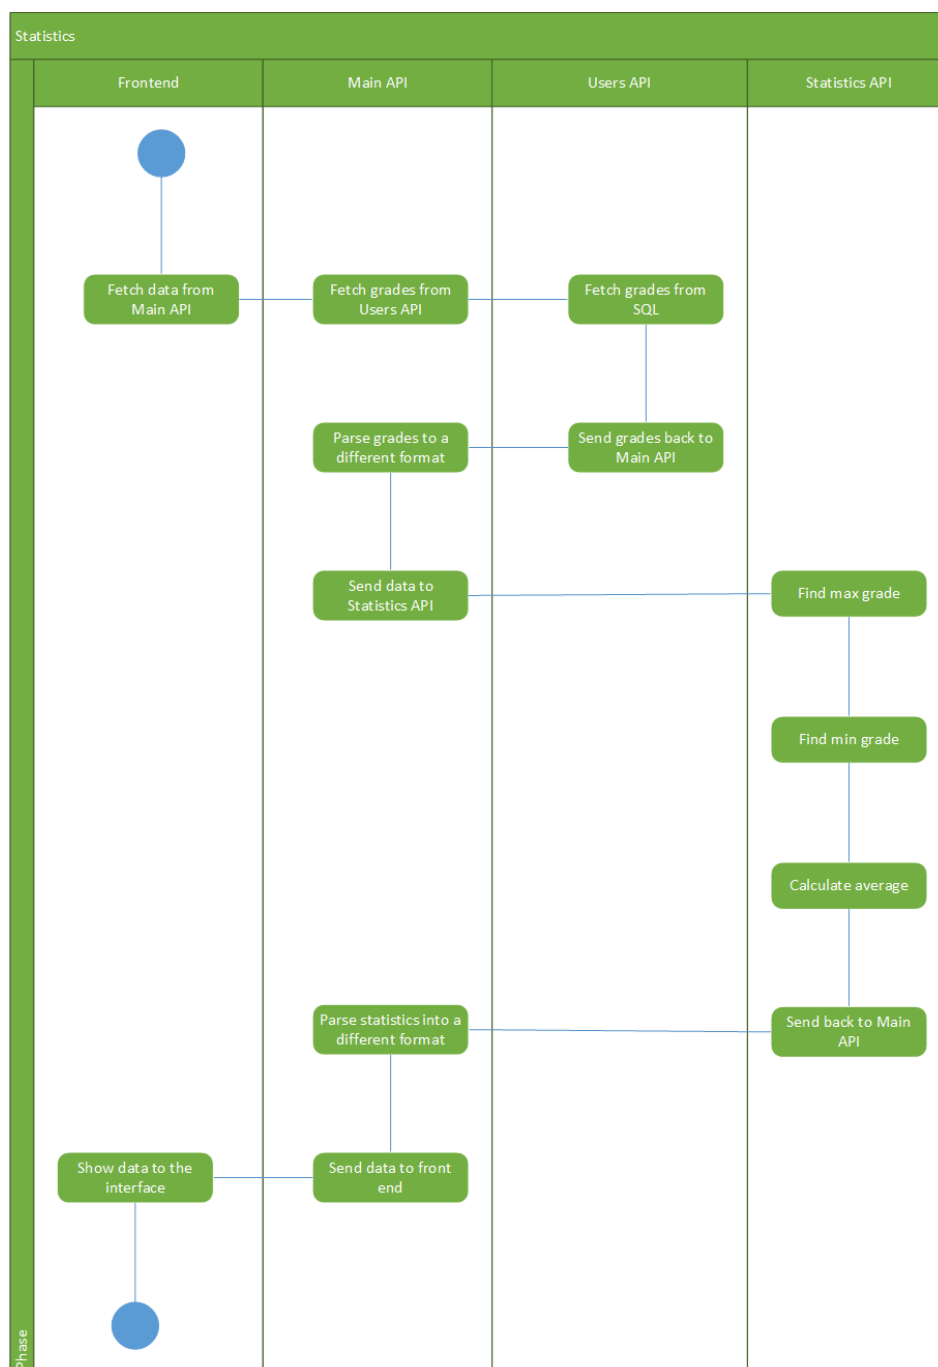 Statistics
Frontend
Main API
Users API
Statistics API
Fetch data from
Main API
Fetch grades from
Users API
Fetch grades from
SQL
Parse grades to a
different format
Send grades back to
Main API
Send data to
Statistics API
Find max grade
Find min grade
Calculate average
Parse statistics into a
different format
Send back to Main
API
Show data to the
interface
Send data to front
end
Phase